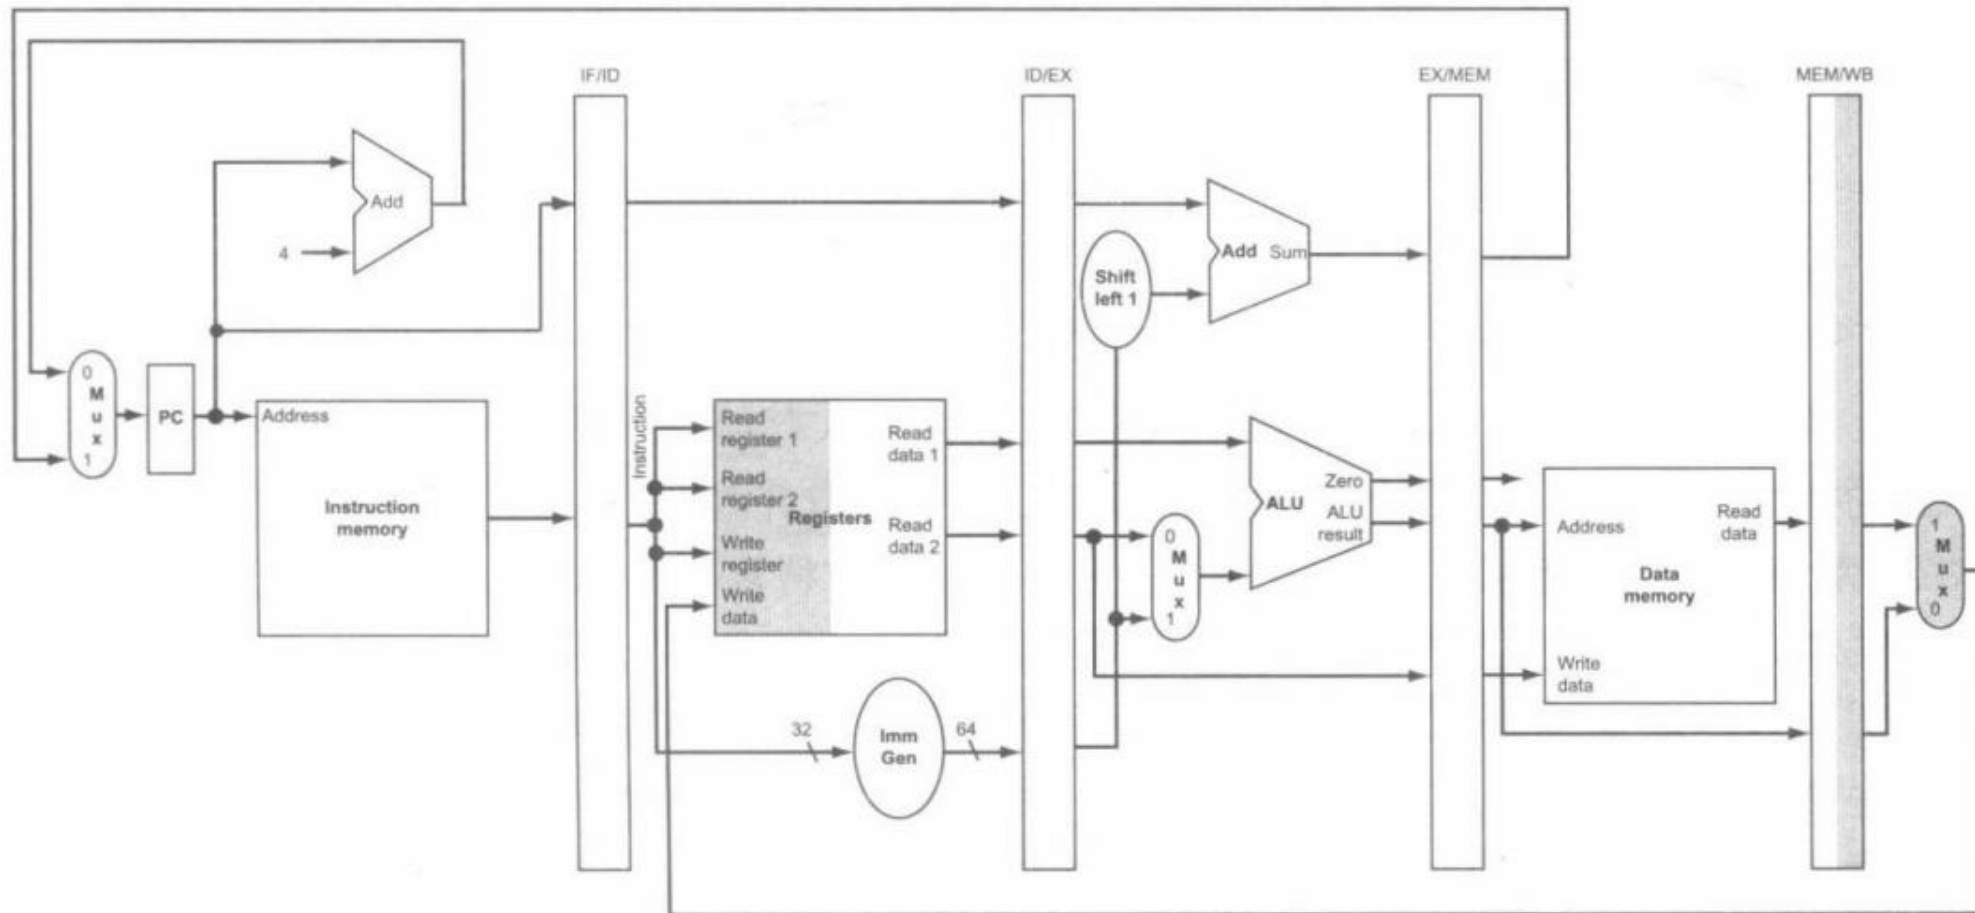 IF/ID
ID/EX
EX/MEM
MEM/WB
Add
4
Add Sum
Shift
left 1
0
M
u
x
1
PC
Address
Instruction
memory
Instruction
Read
register 1
Read
register 2
Write
register
Write
data
Registers
Read
data 1
Read
data 2
0
M
u
x
1
Zero
ALU
ALU
result
Address
Read
data
Data
memory
Write
data
1
M
u
x
0
32
Imm
Gen
64